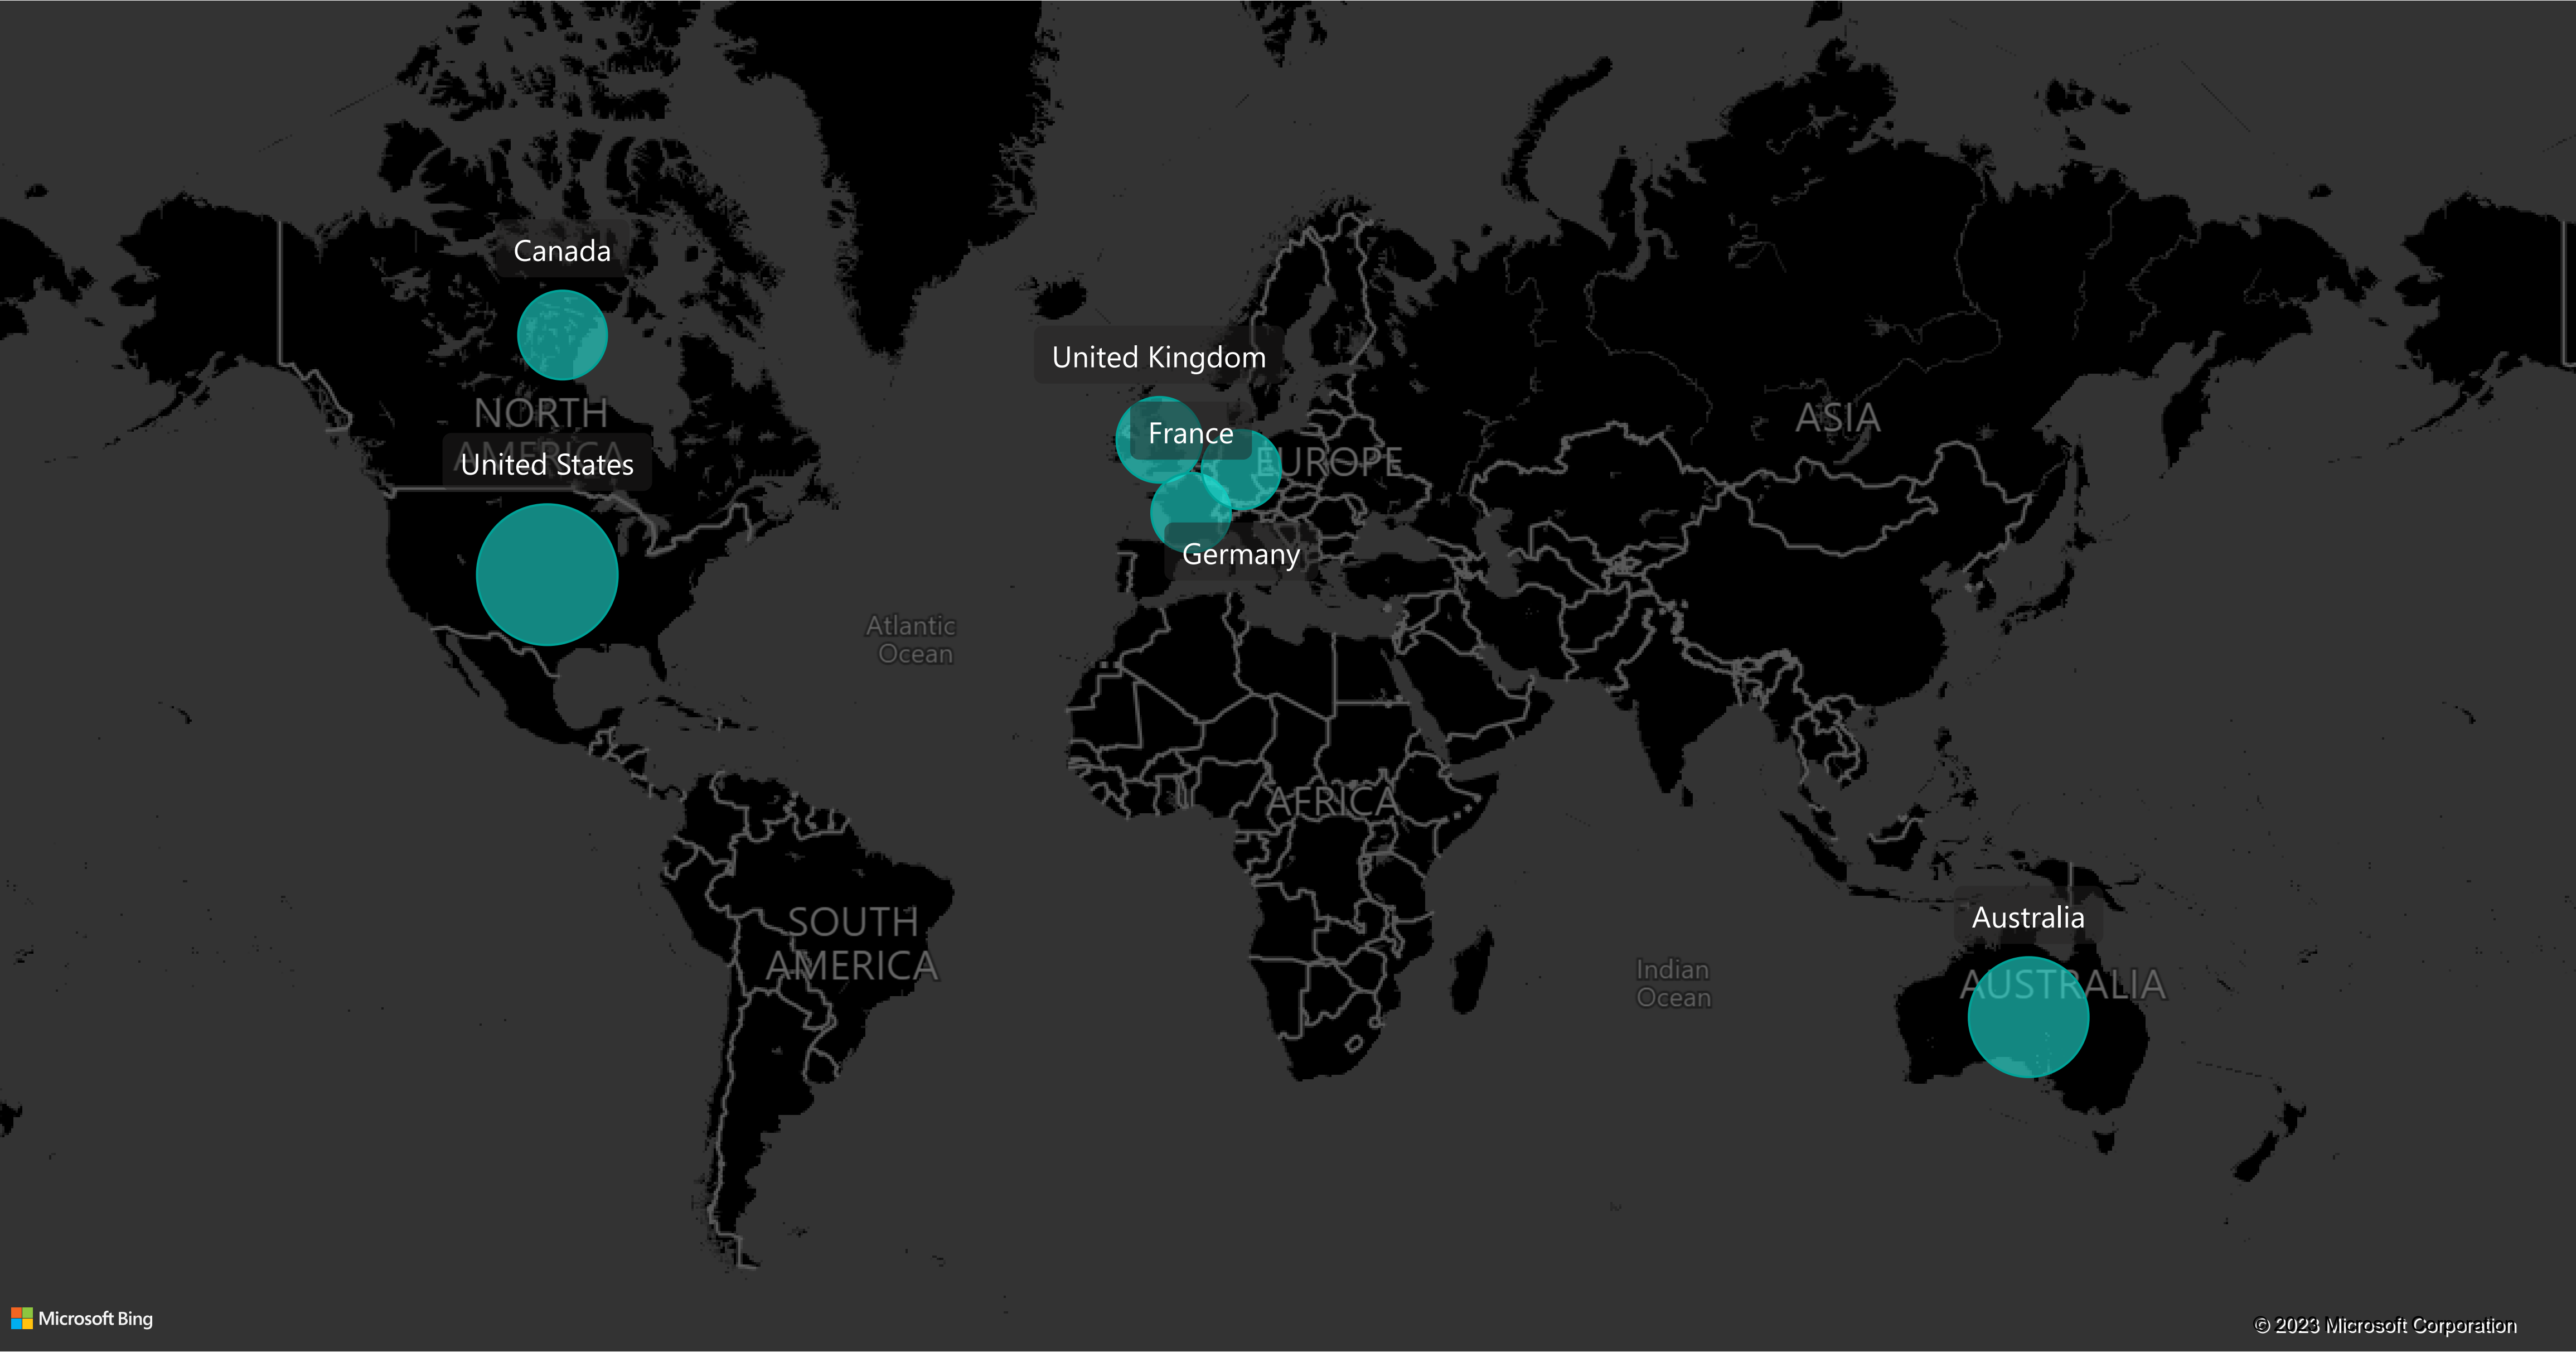 Canada
United Kingdom
NORTH
AMERICA
United States
France
EUROPE
ASIA
Germany
Atlantic
Ocean
AFRICA
SOUTH
AMERICA
Australia
Indian
Ocean
AUSTRALIA
Microsoft Bing
© 2023 Microsoft Corporation